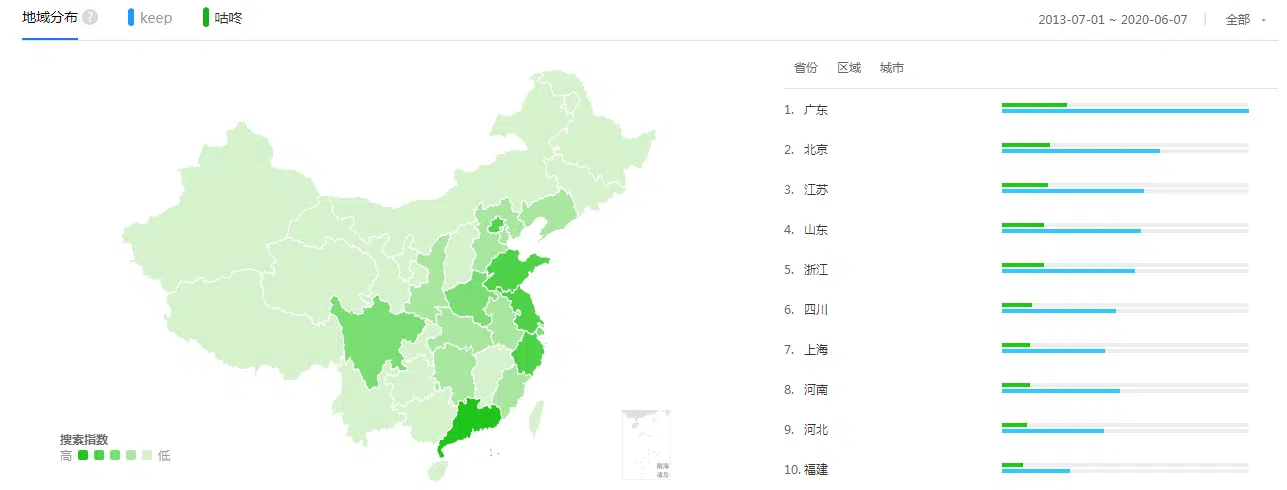 地域分布 ? keep 咕咚 2013-07-01 ~ 2020-06-07 全部
省份 区域 城市
1. 广东
2. 北京
3. 江苏
4. 山东
5. 浙江
6. 四川
7. 上海
8. 河南
9. 河北
10. 福建
搜索指数
高 低
南海
诸岛